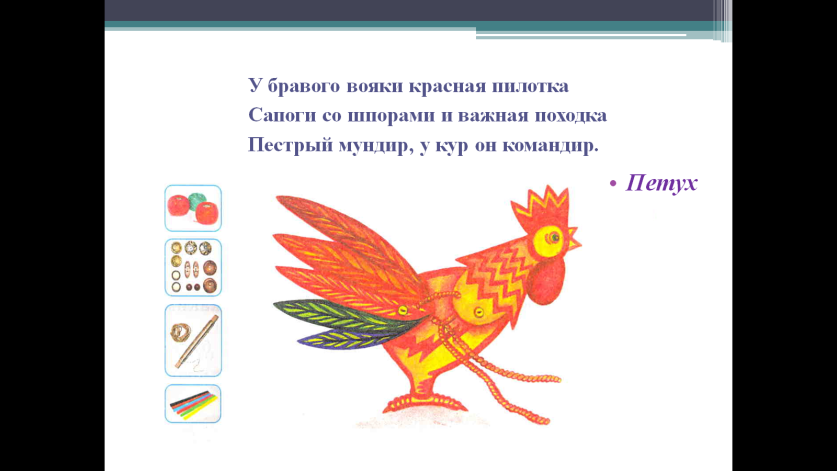 У бравого вояки красная пилотка
Сапоги со шпорами и важная походка
Пестрый мундир, у кур он командир.
• Петух